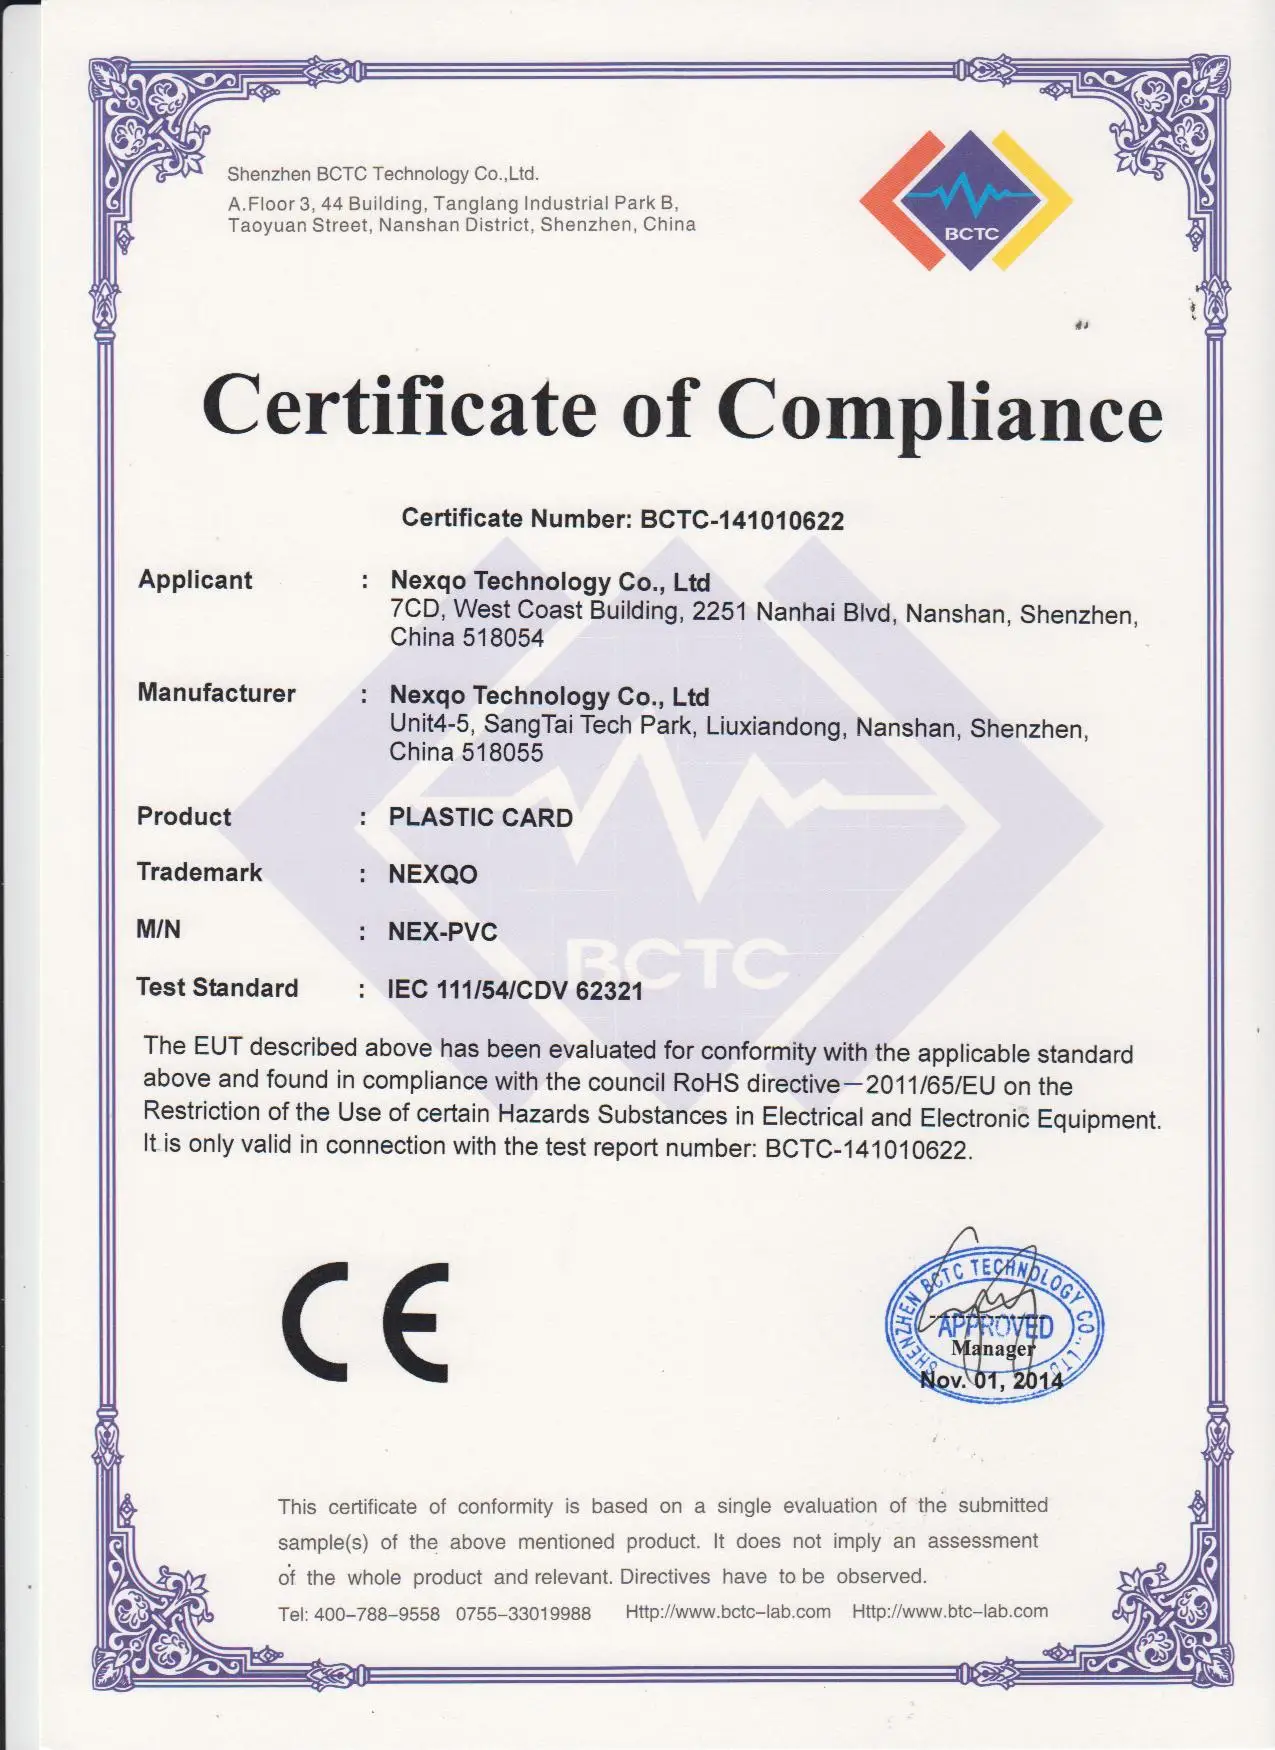 Shenzhen BCTC Technology Co.,Ltd.
A.Floor 3, 44 Building, Tanglang Industrial Park B,
Taoyuan Street, Nanshan District, Shenzhen, China
BCTC
Certificate of Compliance
Certificate Number: BCTC-141010622
Applicant : Nexqo Technology Co., Ltd
7CD, West Coast Building, 2251 Nanhai Blvd, Nanshan, Shenzhen,
China 518054
Manufacturer : Nexqo Technology Co., Ltd
Unit4-5, SangTai Tech Park, Liuxiandong, Nanshan, Shenzhen,
China 518055
Product : PLASTIC CARD
Trademark : NEXQO
M/N : NEX-PVC
BCTC
Test Standard : IEC 111/54/CDV 62321
The EUT described above has been evaluated for conformity with the applicable standard
above and found in compliance with the council RoHS directive—2011/65/EU on the
Restriction of the Use of certain Hazards Substances in Electrical and Electronic Equipment.
It is only valid in connection with the test report number: BCTC-141010622.
CE
SHENZHEN BCTC TECHNOLOGY CO., LTD
APPROVED
Manager
Nov. 01, 2014
This certificate of conformity is based on a single evaluation of the submitted
sample(s) of the above mentioned product. It does not imply an assessment
of the whole product and relevant. Directives have to be observed.
Tel: 400–788–9558 0755–33019988 Http://www.bctc–lab.com Http://www.btc–lab.com